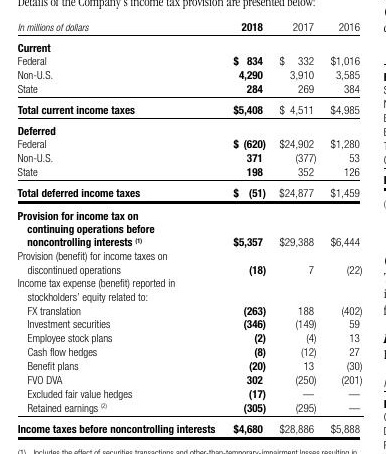 Details of the Company's income tax provision are presented below:
In millions of dollars 2018 2017 2016
Current
Federal $ 834 $ 332 $1,016
Non-U.S. 4,290 3,910 3,585
State 284 269 384
Total current income taxes $5,408 $ 4,511 $4,985
Deferred
Federal $ (620) $24,902 $1,280
Non-U.S. 371 (377) 53
State 198 352 126
Total deferred income taxes $ (51) $24,877 $1,459
Provision for income tax on
continuing operations before
noncontrolling interests (1) $5,357 $29,388 $6,444
Provision (benefit) for income taxes on
discontinued operations (18) 7 (22)
Income tax expense (benefit) reported in
stockholders' equity related to:
FX translation (263) 188 (402)
Investment securities (346) (149) 59
Employee stock plans (2) (4) 13
Cash flow hedges (8) (12) 27
Benefit plans (20) 13 (30)
FVO DVA 302 (250) (201)
Excluded fair value hedges (17) — —
Retained earnings (2) (305) (295) —
Income taxes before noncontrolling interests $4,680 $28,886 $5,888
(1) Includes the effect of securities transactions and other-than-temporary-impairment losses resulting in